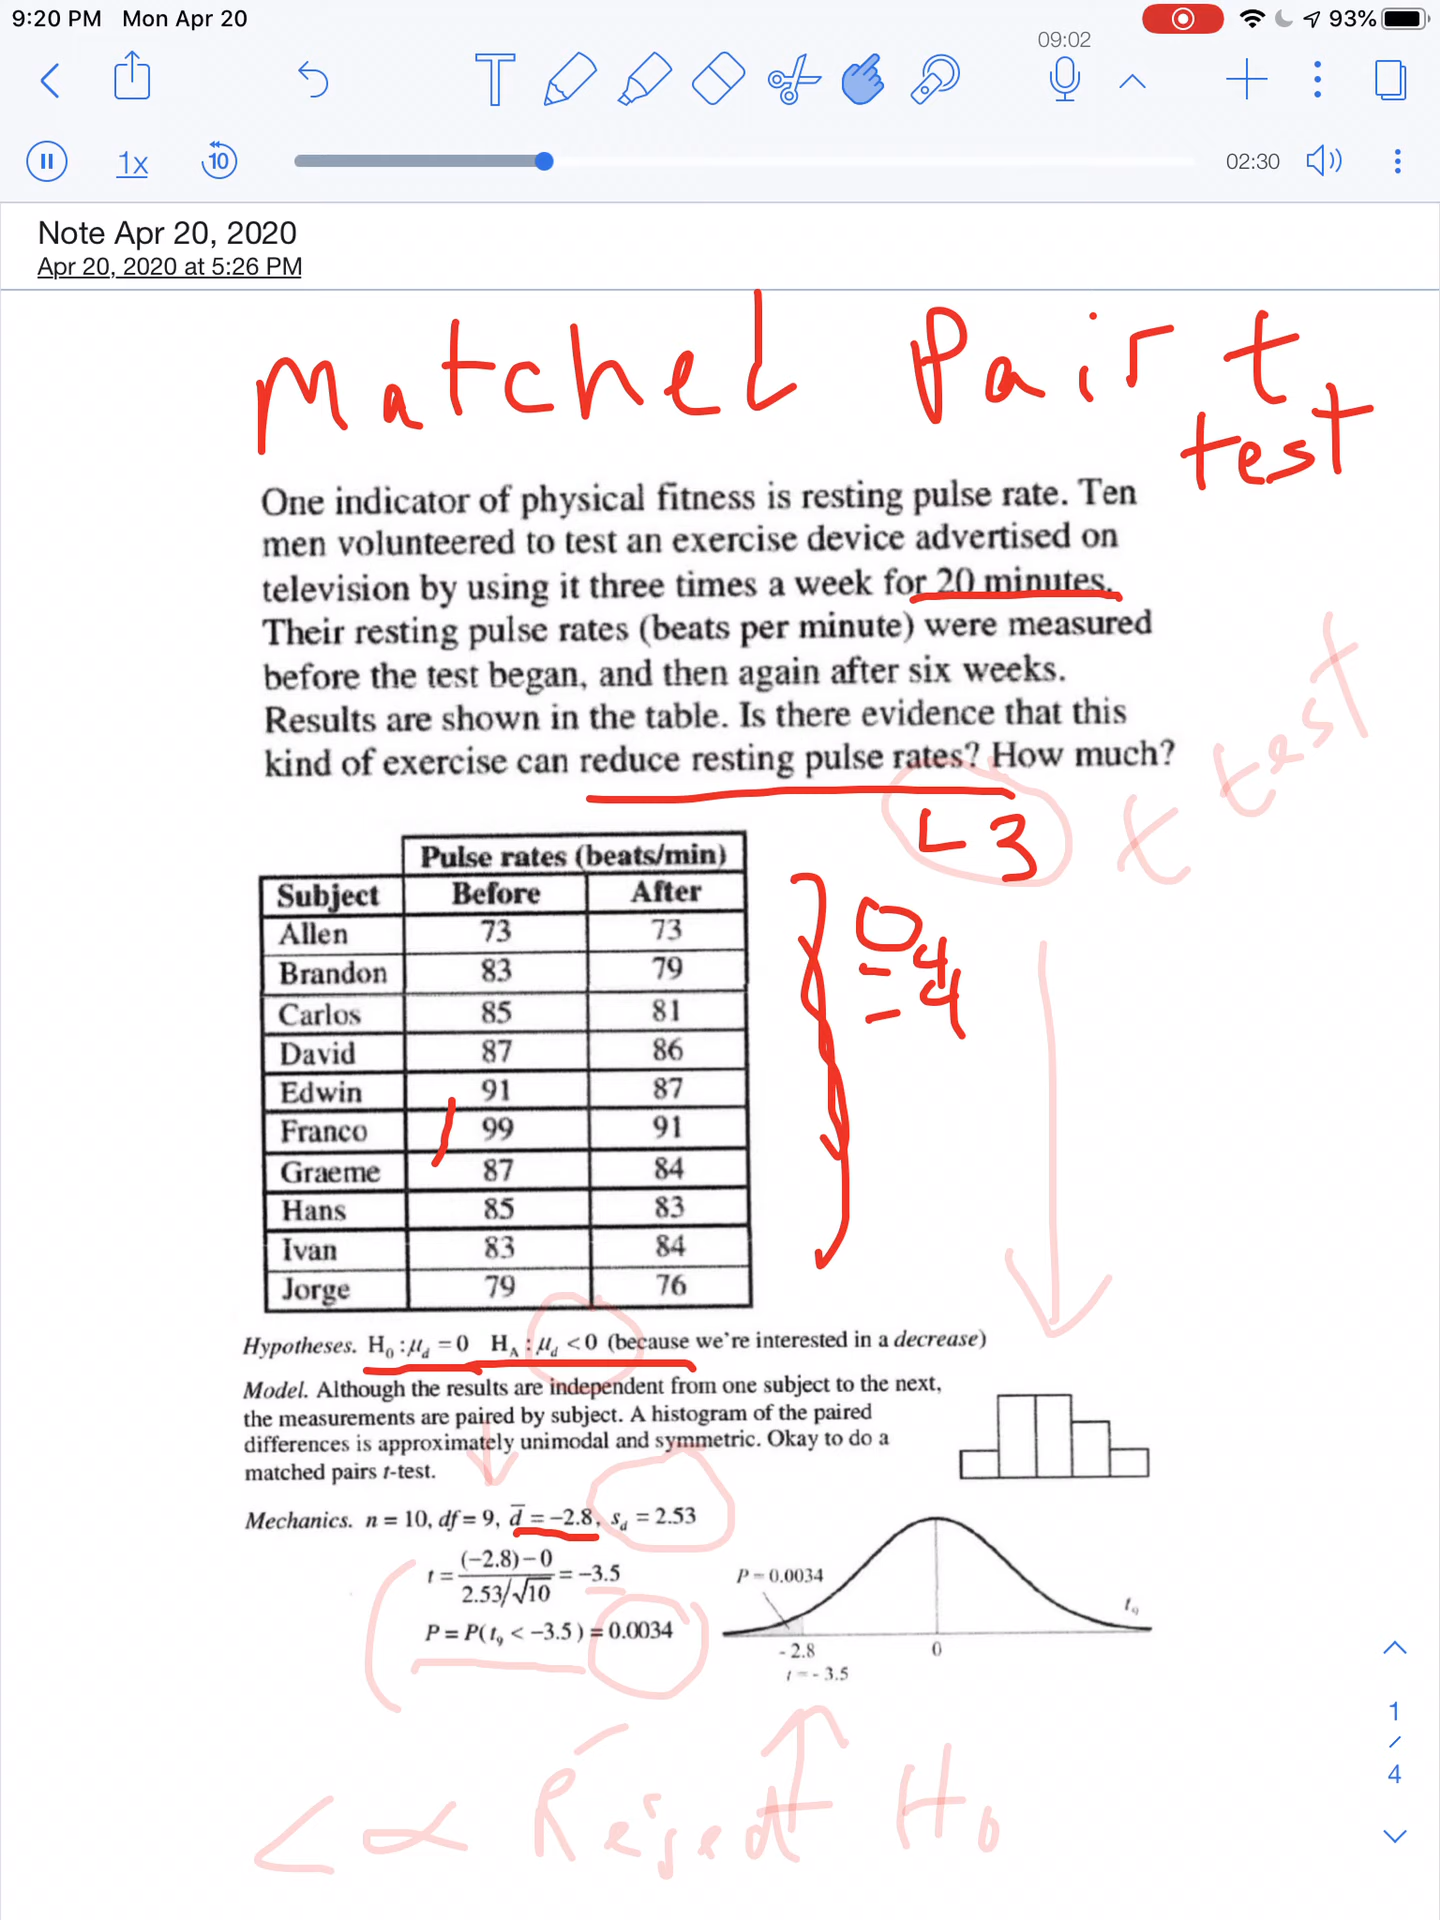 9:20 PM Mon Apr 20
93%
09:02
1x
10
02:30
Note Apr 20, 2020
Apr 20, 2020 at 5:26 PM
Matched Pair t
test
One indicator of physical fitness is resting pulse rate. Ten
men volunteered to test an exercise device advertised on
television by using it three times a week for 20 minutes.
Their resting pulse rates (beats per minute) were measured
before the test began, and then again after six weeks.
Results are shown in the table. Is there evidence that this
kind of exercise can reduce resting pulse rates? How much?
t test
L3
Pulse rates (beats/min)
Subject Before After
Allen 73 73
Brandon 83 79
Carlos 85 81
David 87 86
Edwin 91 87
Franco 99 91
Graeme 87 84
Hans 85 83
Ivan 83 84
Jorge 79 76
0
-4
-4
Hypotheses. H₀ : μ_d = 0 H_A : μ_d < 0 (because we're interested in a decrease)
Model. Although the results are independent from one subject to the next,
the measurements are paired by subject. A histogram of the paired
differences is approximately unimodal and symmetric. Okay to do a
matched pairs t-test.
Mechanics. n = 10, df = 9, d̅ = −2.8, s_d = 2.53
t = (−2.8) − 0 / 2.53/√10 = −3.5
P = P(t₉ < −3.5) = 0.0034
P = 0.0034
t₉
- 2.8
0
t = - 3.5
< α Reject H₀
1
/
4